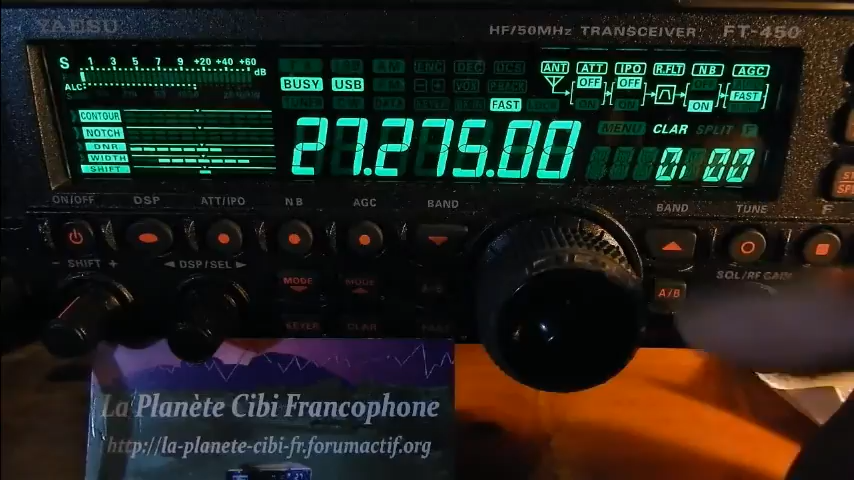 YAESU
HF/50MHz TRANSCEIVER FT-450
S 1 3 5 7 9 +20 +40 +60 dB
ALC
BUSY USB
FAST
ANT ATT IPO R.FLT NB AGC
OFF OFF
ON FAST
CONTOUR
NOTCH
DNR
WIDTH
SHIFT
27.275.00
MENU CLAR SPLIT F
0.00
ON/OFF DSP ATT/IPO NB AGC BAND
BAND TUNE F
- SHIFT + ◄ DSP/SEL ►
MODE MODE A=B
A/B
SQL/RF GAIN
KEYER CLAR FAST
La Planète Cibi Francophone
http://la-planete-cibi-fr.forumactif.org